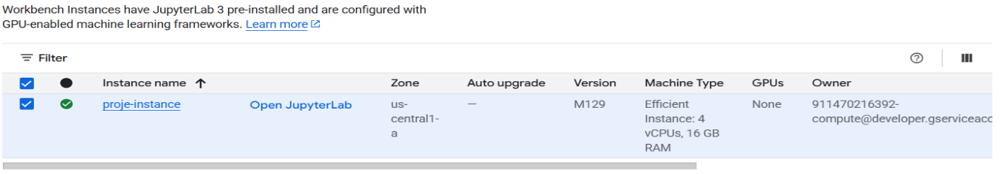 Workbench Instances have JupyterLab 3 pre-installed and are configured with
GPU-enabled machine learning frameworks. Learn more
Filter
Instance name Zone Auto upgrade Version Machine Type GPUs Owner
proje-instance Open JupyterLab us- — M129 Efficient None 911470216392-
central1- Instance: 4 compute@developer.gserviceacc
a vCPUs, 16 GB
RAM